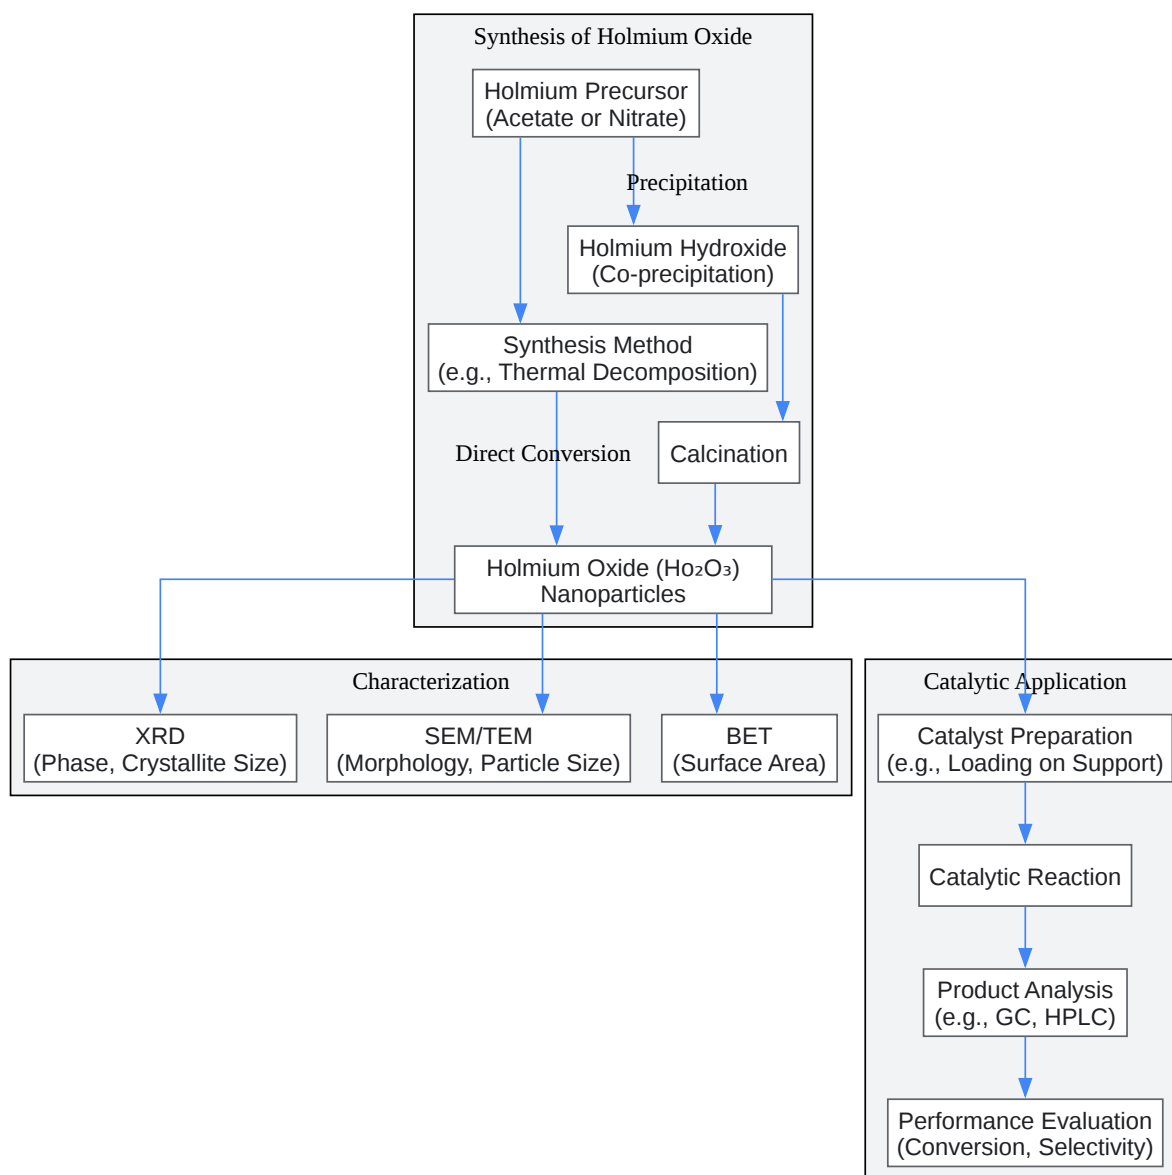 Synthesis of Holmium Oxide
Holmium Precursor
(Acetate or Nitrate)
Precipitation
Holmium Hydroxide
(Co-precipitation)
Synthesis Method
(e.g., Thermal Decomposition)
Direct Conversion
Calcination
Holmium Oxide (Ho₂O₃)
Nanoparticles
Characterization
XRD
(Phase, Crystallite Size)
SEM/TEM
(Morphology, Particle Size)
BET
(Surface Area)
Catalytic Application
Catalyst Preparation
(e.g., Loading on Support)
Catalytic Reaction
Product Analysis
(e.g., GC, HPLC)
Performance Evaluation
(Conversion, Selectivity)